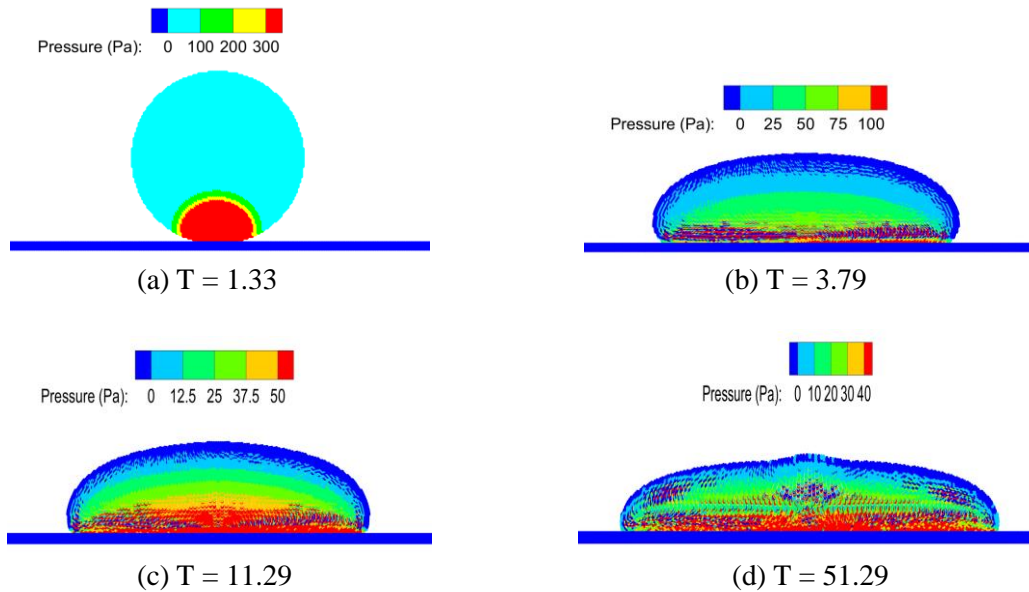 Pressure (Pa): 0 100 200 300
(a) T = 1.33
Pressure (Pa): 0 25 50 75 100
(b) T = 3.79
Pressure (Pa): 0 12.5 25 37.5 50
(c) T = 11.29
Pressure (Pa): 0 10 20 30 40
(d) T = 51.29